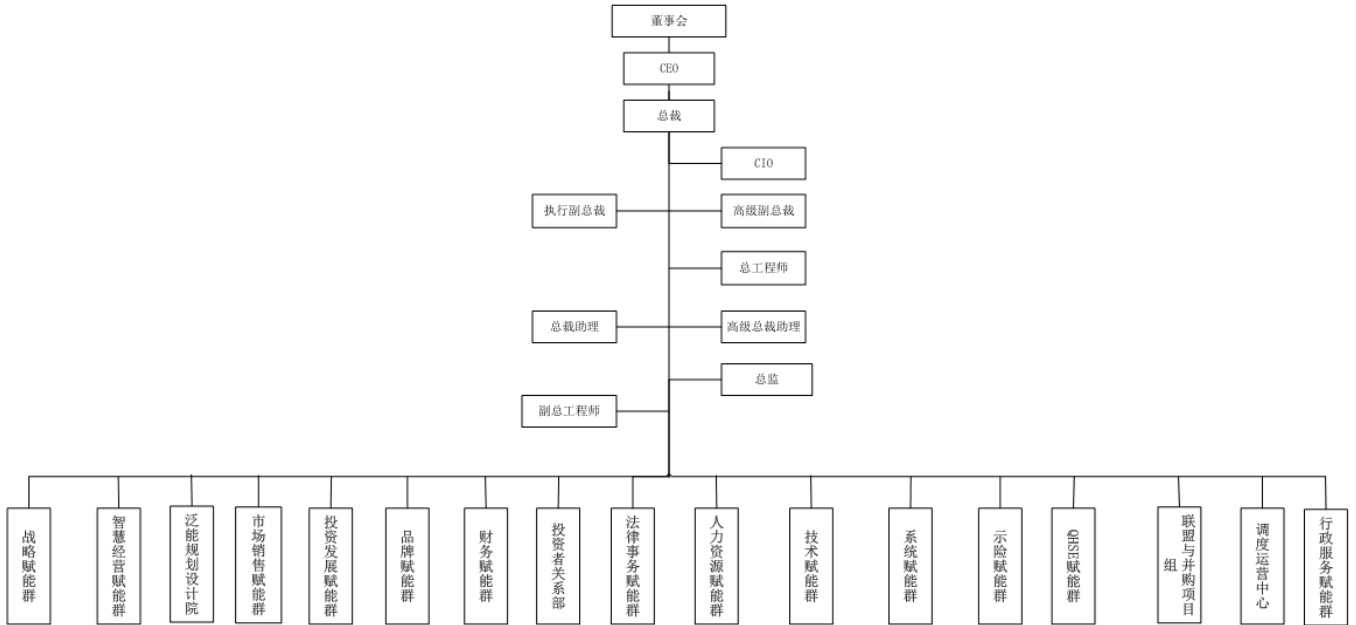 董事会
CEO
总裁
CIO
执行副总裁
高级副总裁
总工程师
总裁助理
高级总裁助理
总监
副总工程师
战略赋能群
智慧经营赋能群
泛能规划设计院
市场销售赋能群
投资发展赋能群
品牌赋能群
财务赋能群
投资者关系部
法律事务赋能群
人力资源赋能群
技术赋能群
系统赋能群
示险赋能群
QHSE赋能群
联盟与并购项目
组
调度运营中心
行政服务赋能群